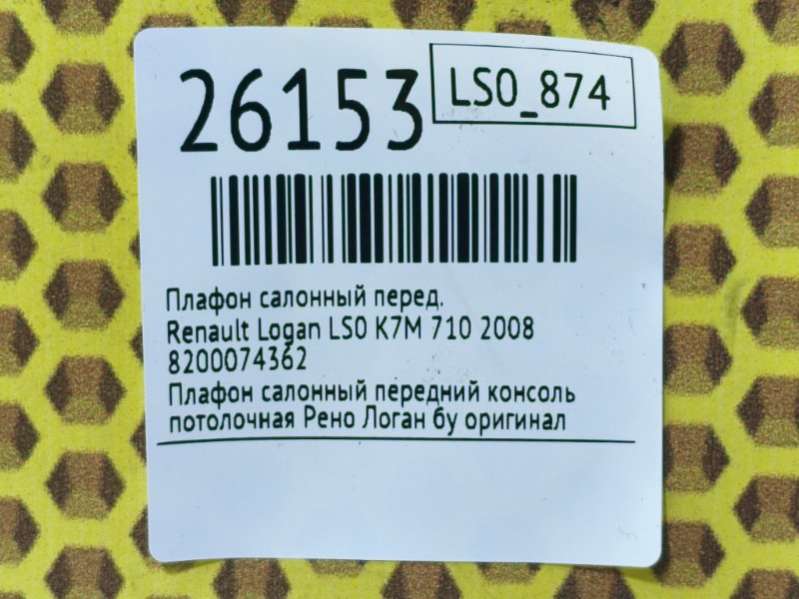 26153
LS0_874
Плафон салонный перед.
Renault Logan LS0 K7M 710 2008
8200074362
Плафон салонный передний консоль
потолочная Рено Логан бу оригинал